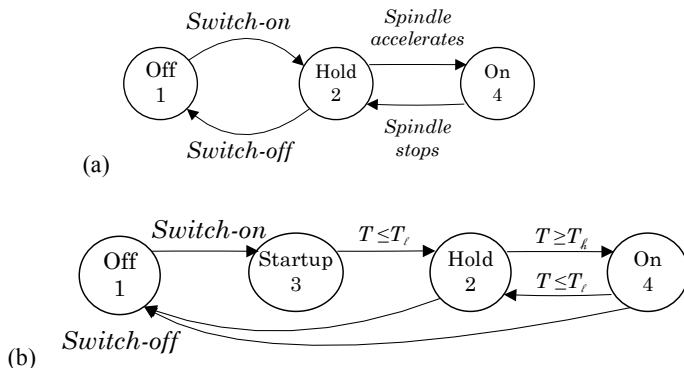 Switch-on
Spindle
accelerates
Off
1
Hold
2
On
4
Switch-off
Spindle
stops
(a)
Switch-on
T ≤ Tℓ
T ≥ Tℎ
Off
1
Startup
3
Hold
2
On
4
T ≤ Tℓ
Switch-off
(b)